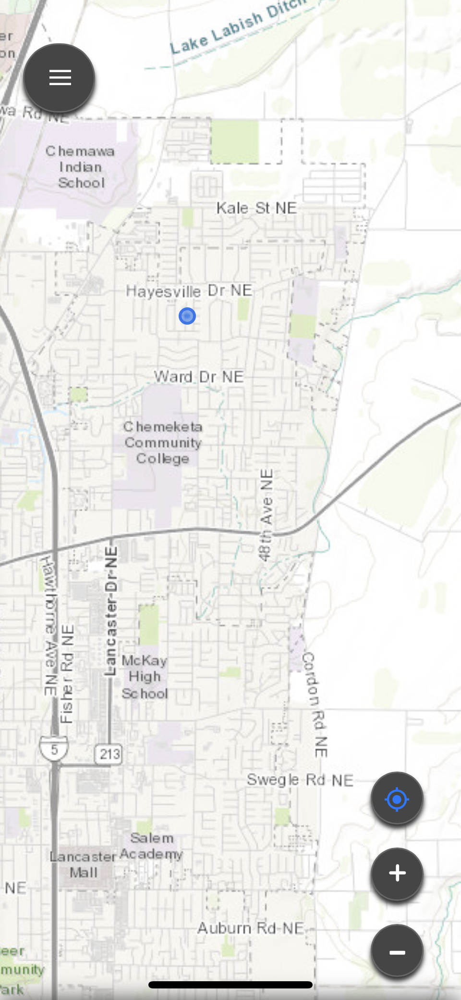 Lake Labish Ditch
er
on
wa Rd NE
Chemawa
Indian
School
Kale St NE
Hayesville Dr NE
Ward Dr NE
Chemeketa
Community
College
48th Ave NE
Hawthorne Ave NE
Fisher Rd NE
Lancaster-Dr-NE
McKay
High
School
Cordon Rd NE
5
213
Swegle Rd NE
Salem
Academy
Lancaster
Mall
NE
Auburn Rd-NE
eer
munity
Park